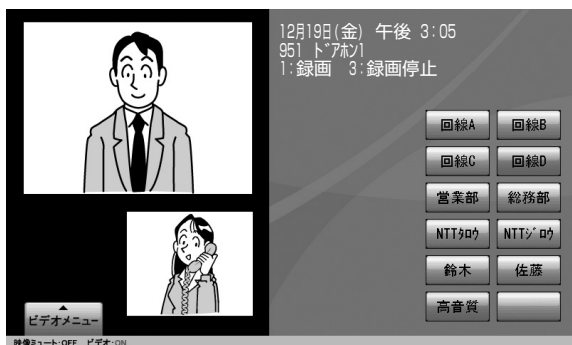 12月19日(金) 午後 3:05
951 ドアホン1
1:録画 3:録画停止
回線A 回線B
回線C 回線D
営業部 総務部
NTTタロウ NTTジロウ
鈴木 佐藤
高音質
ビデオメニュー
映像ミュート:OFF ビデオ:ON